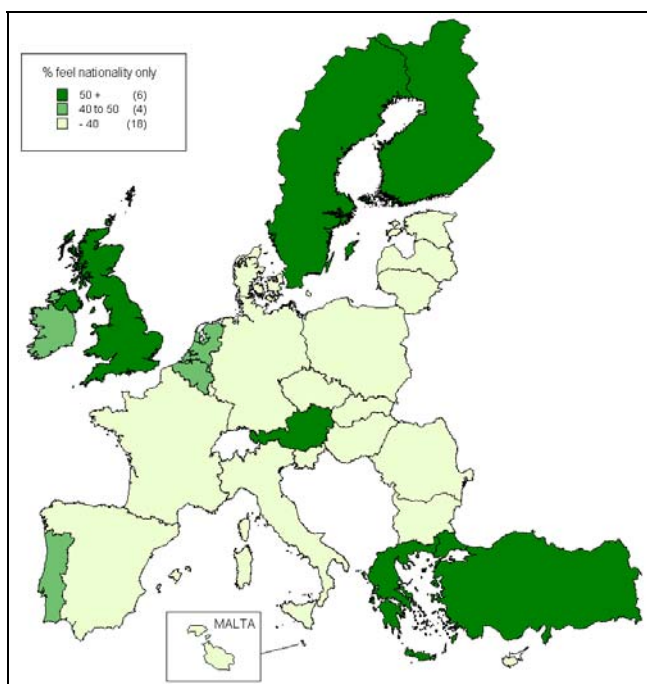 % feel nationality only
50 + (6)
40 to 50 (4)
- 40 (18)
MALTA